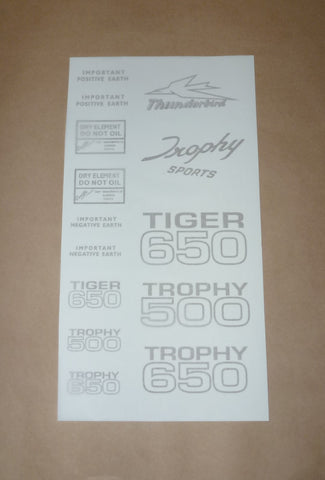 IMPORTANT
POSITIVE EARTH
IMPORTANT
POSITIVE EARTH
DRY ELEMENT
DO NOT OIL
DRY ELEMENT
DO NOT OIL
IMPORTANT
NEGATIVE EARTH
IMPORTANT
NEGATIVE EARTH
TIGER
650
TROPHY
500
TROPHY
650
Thunderbird
Trophy
SPORTS
TIGER
650
TROPHY
500
TROPHY
650